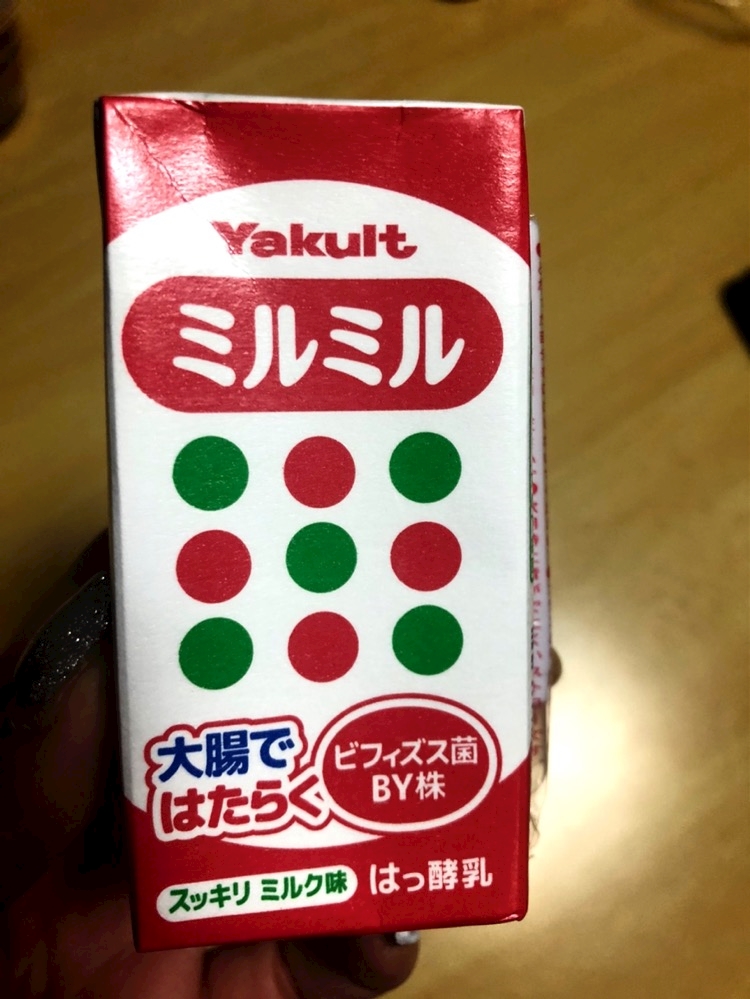 Yakult
ミルミル
大腸で
はたらく
ビフィズス菌
BY株
スッキリ ミルク味
はっ酵乳